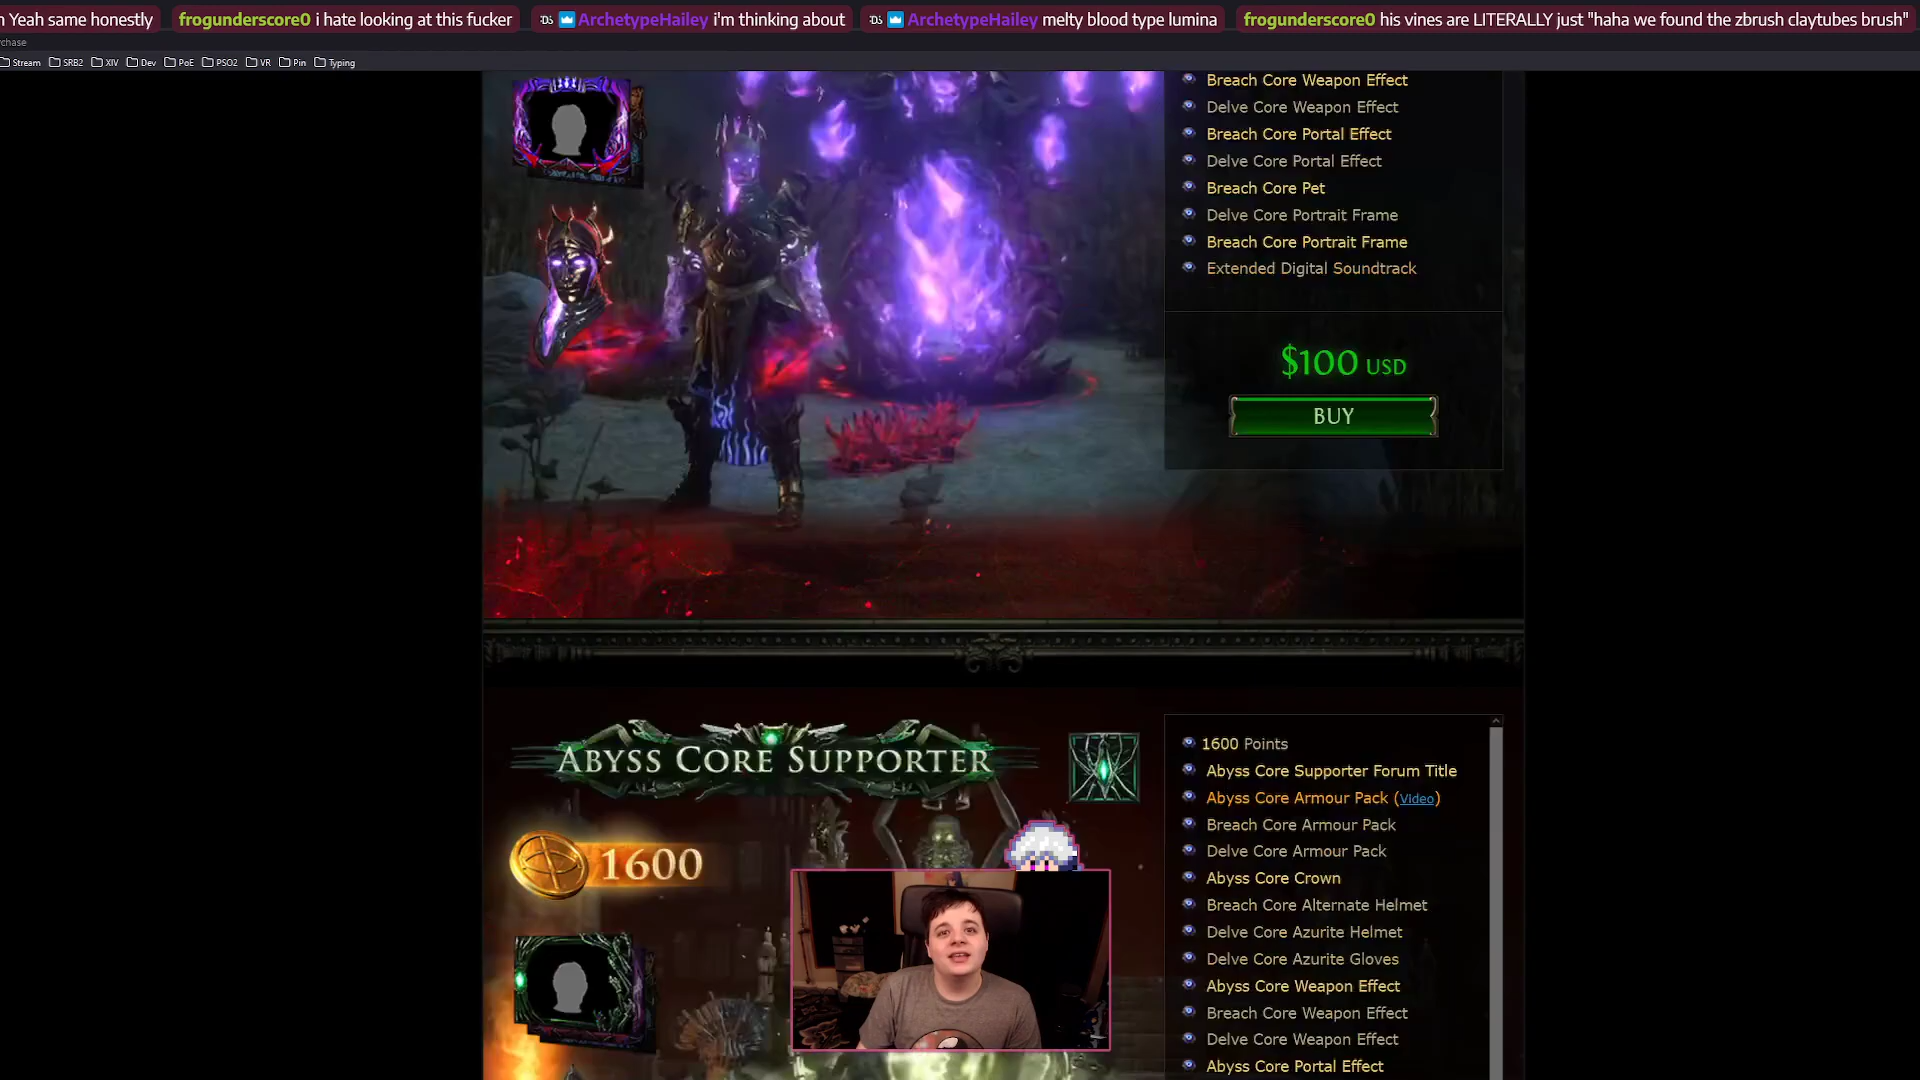 n Yeah same honestly
frogunderscore0 i hate looking at this fucker
ArchetypeHailey i'm thinking about
ArchetypeHailey melty blood type lumina
frogunderscore0 his vines are LITERALLY just "haha we found the zbrush claytubes brush"
rchase
Stream SRB2 XIV Dev PoE PSO2 VR Pin Typing
Breach Core Weapon Effect
Delve Core Weapon Effect
Breach Core Portal Effect
Delve Core Portal Effect
Breach Core Pet
Delve Core Portrait Frame
Breach Core Portrait Frame
Extended Digital Soundtrack
$100 USD
BUY
ABYSS CORE SUPPORTER
1600
1600 Points
Abyss Core Supporter Forum Title
Abyss Core Armour Pack (Video)
Breach Core Armour Pack
Delve Core Armour Pack
Abyss Core Crown
Breach Core Alternate Helmet
Delve Core Azurite Helmet
Delve Core Azurite Gloves
Abyss Core Weapon Effect
Breach Core Weapon Effect
Delve Core Weapon Effect
Abyss Core Portal Effect